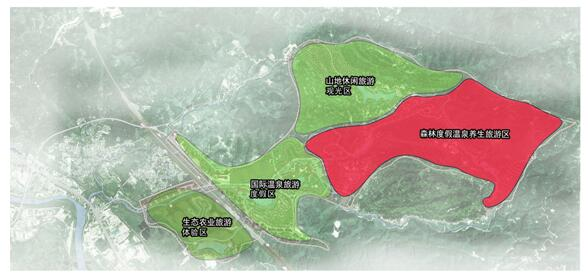 山地休闲旅游
观光区
森林度假温泉养生旅游区
国际温泉旅游
度假区
生态农业旅游
体验区